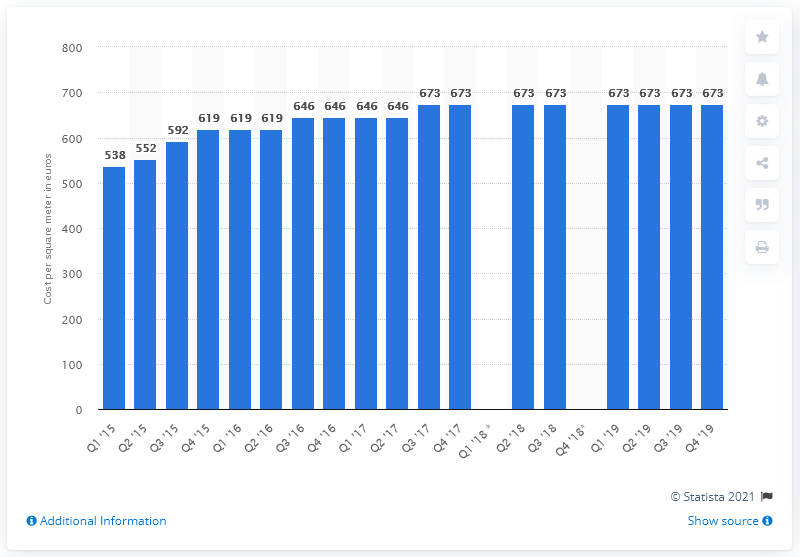 800
700
600
500
400
300
200
100
0
Cost per square meter in euros
538
552
592
619
619
619
646
646
646
646
673
673
673
673
673
673
673
673
Q1 '15
Q2 '15
Q3 '15
Q4 '15
Q1 '16
Q2 '16
Q3 '16
Q4 '16
Q1 '17
Q2 '17
Q3 '17
Q4 '17
Q1 '18 *
Q2 '18
Q3 '18
Q4 '18*
Q1 '19
Q2 '19
Q3 '19
Q4 '19
© Statista 2021
Additional Information
Show source